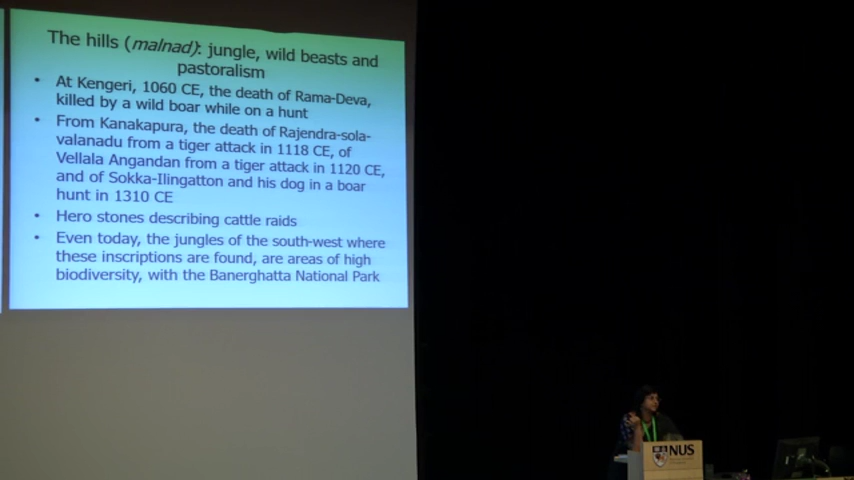 The hills (malnad): jungle, wild beasts and
pastoralism
• At Kengeri, 1060 CE, the death of Rama-Deva,
killed by a wild boar while on a hunt
• From Kanakapura, the death of Rajendra-sola-
valanadu from a tiger attack in 1118 CE, of
Vellala Angandan from a tiger attack in 1120 CE,
and of Sokka-Ilingatton and his dog in a boar
hunt in 1310 CE
• Hero stones describing cattle raids
• Even today, the jungles of the south-west where
these inscriptions are found, are areas of high
biodiversity, with the Banerghatta National Park
NUS